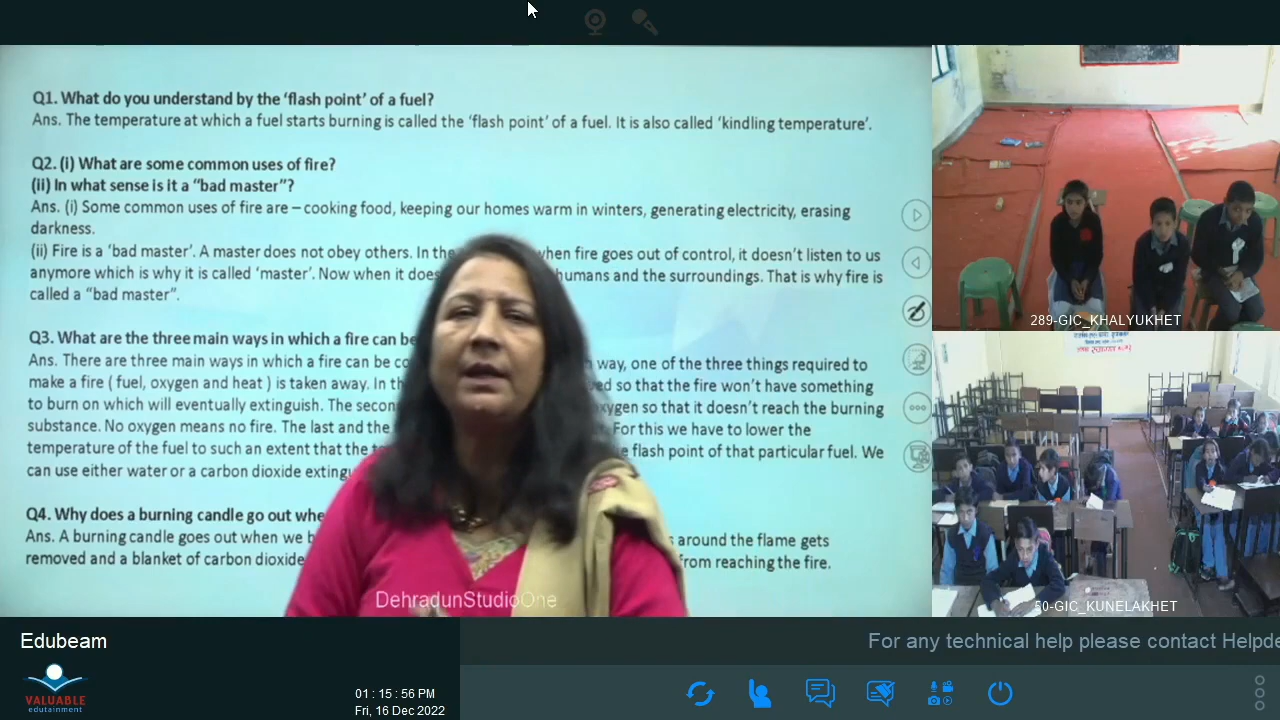 Q1. What do you understand by the ‘flash point’ of a fuel?
Ans. The temperature at which a fuel starts burning is called the ‘flash point’ of a fuel. It is also called ‘kindling temperature’.
Q2. (i) What are some common uses of fire?
(ii) In what sense is it a “bad master”?
Ans. (i) Some common uses of fire are – cooking food, keeping our homes warm in winters, generating electricity, erasing
darkness.
(ii) Fire is a ‘bad master’. A master does not obey others. In the when fire goes out of control, it doesn’t listen to us
anymore which is why it is called ‘master’. Now when it does humans and the surroundings. That is why fire is
called a “bad master”.
Q3. What are the three main ways in which a fire can be
Ans. There are three main ways in which a fire can be way, one of the three things required to
make a fire ( fuel, oxygen and heat ) is taken away. In so that the fire won’t have something
to burn on which will eventually extinguish. The oxygen so that it doesn’t reach the burning
substance. No oxygen means no fire. The last and the For this we have to lower the
temperature of the fuel to such an extent that the flash point of that particular fuel. We
can use either water or a carbon dioxide
Q4. Why does a burning candle go out
Ans. A burning candle goes out when we around the flame gets
removed and a blanket of carbon dioxide from reaching the fire.
DehradunStudioOne
289-GIC_KHALYUKHET
50-GIC_KUNELAKHET
Edubeam
For any technical help please contact
VALUABLE
edutainment
01 : 15 : 56 PM
Fri, 16 Dec 2022